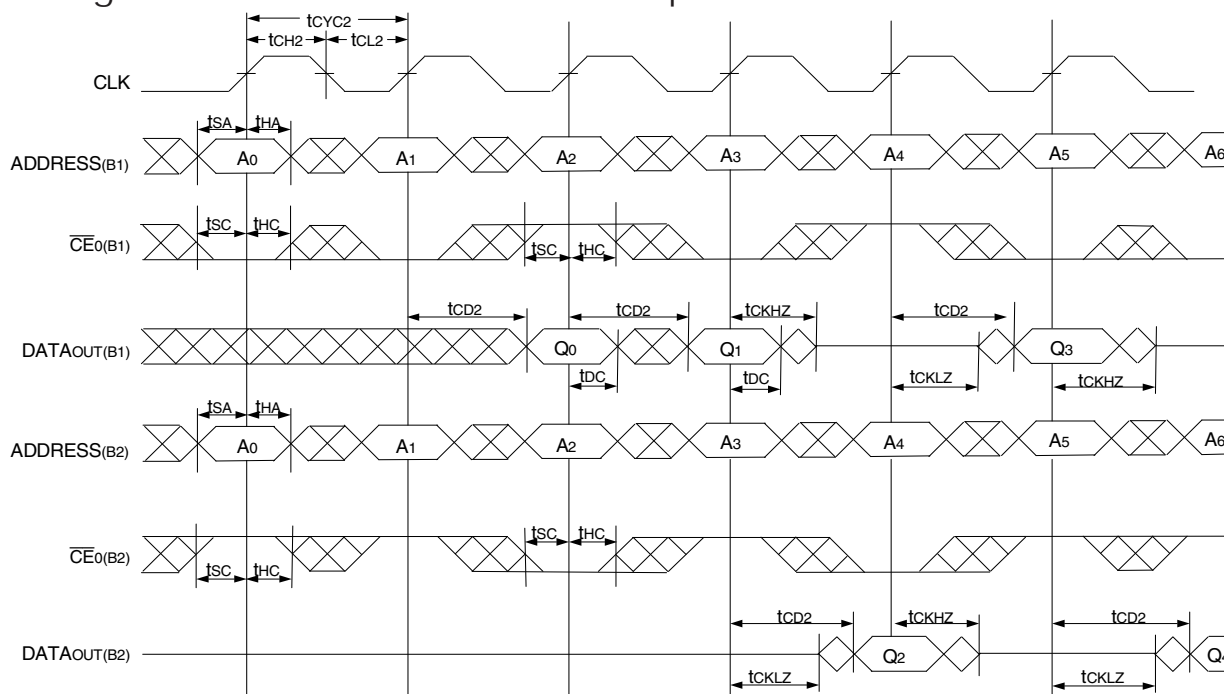 tCYC2
tCH2 tCL2
CLK
tSA tHA
ADDRESS(B1) A0 A1 A2 A3 A4 A5 A6
tSC tHC tSC tHC
CE0(B1)
tCD2 tCD2 tCKHZ tCD2
DATAOUT(B1) Q0 Q1 Q3
tDC tDC tCKLZ tCKHZ
tSA tHA
ADDRESS(B2) A0 A1 A2 A3 A4 A5 A6
tSC tHC
CE0(B2)
tSC tHC
tCD2 tCKHZ tCD2
DATAOUT(B2) Q2 Q4
tCKLZ tCKLZ